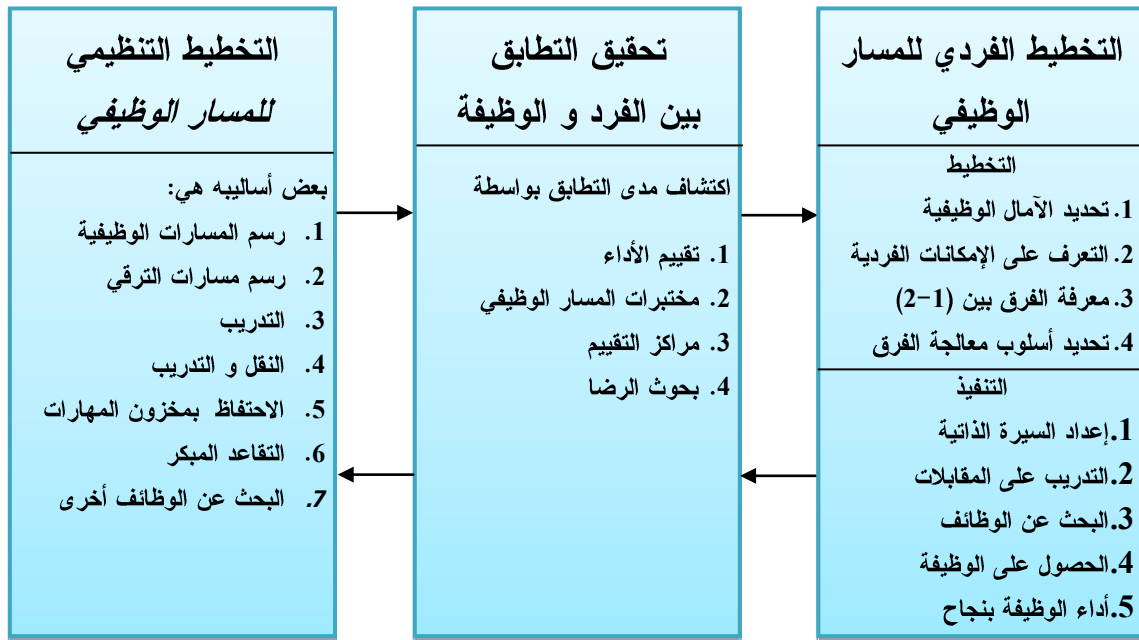 التخطيط الفردي للمسار
الوظيفي
التخطيط
1. تحديد الآمال الوظيفية
2. التعرف على الإمكانات الفردية
3. معرفة الفرق بين (1-2)
4. تحديد أسلوب معالجة الفرق
التنفيذ
1. إعداد السيرة الذاتية
2. التدريب على المقابلات
3. البحث عن الوظائف
4. الحصول على الوظيفة
5. أداء الوظيفة بنجاح
تحقيق التطابق
بين الفرد و الوظيفة
اكتشاف مدى التطابق بواسطة
1. تقييم الأداء
2. مختبرات المسار الوظيفي
3. مراكز التقييم
4. بحوث الرضا
التخطيط التنظيمي
للمسار الوظيفي
بعض أساليبه هي:
1. رسم المسارات الوظيفية
2. رسم مسارات الترقي
3. التدريب
4. النقل و التدريب
5. الاحتفاظ بمخزون المهارات
6. التقاعد المبكر
7. البحث عن الوظائف أخرى